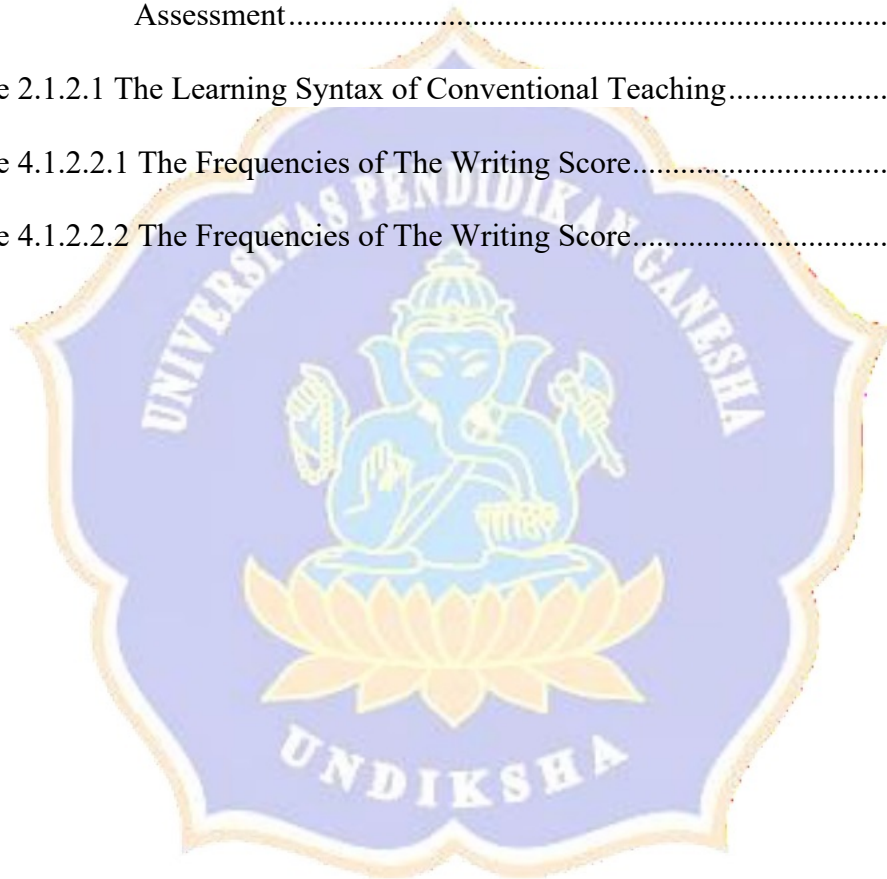 Assessment........................................................................
e 2.1.2.1 The Learning Syntax of Conventional Teaching...................
e 4.1.2.2.1 The Frequencies of The Writing Score.............................
e 4.1.2.2.2 The Frequencies of The Writing Score.............................
UNIVERSITAS PENDIDIKAN GANESHA
UNDIKSHA